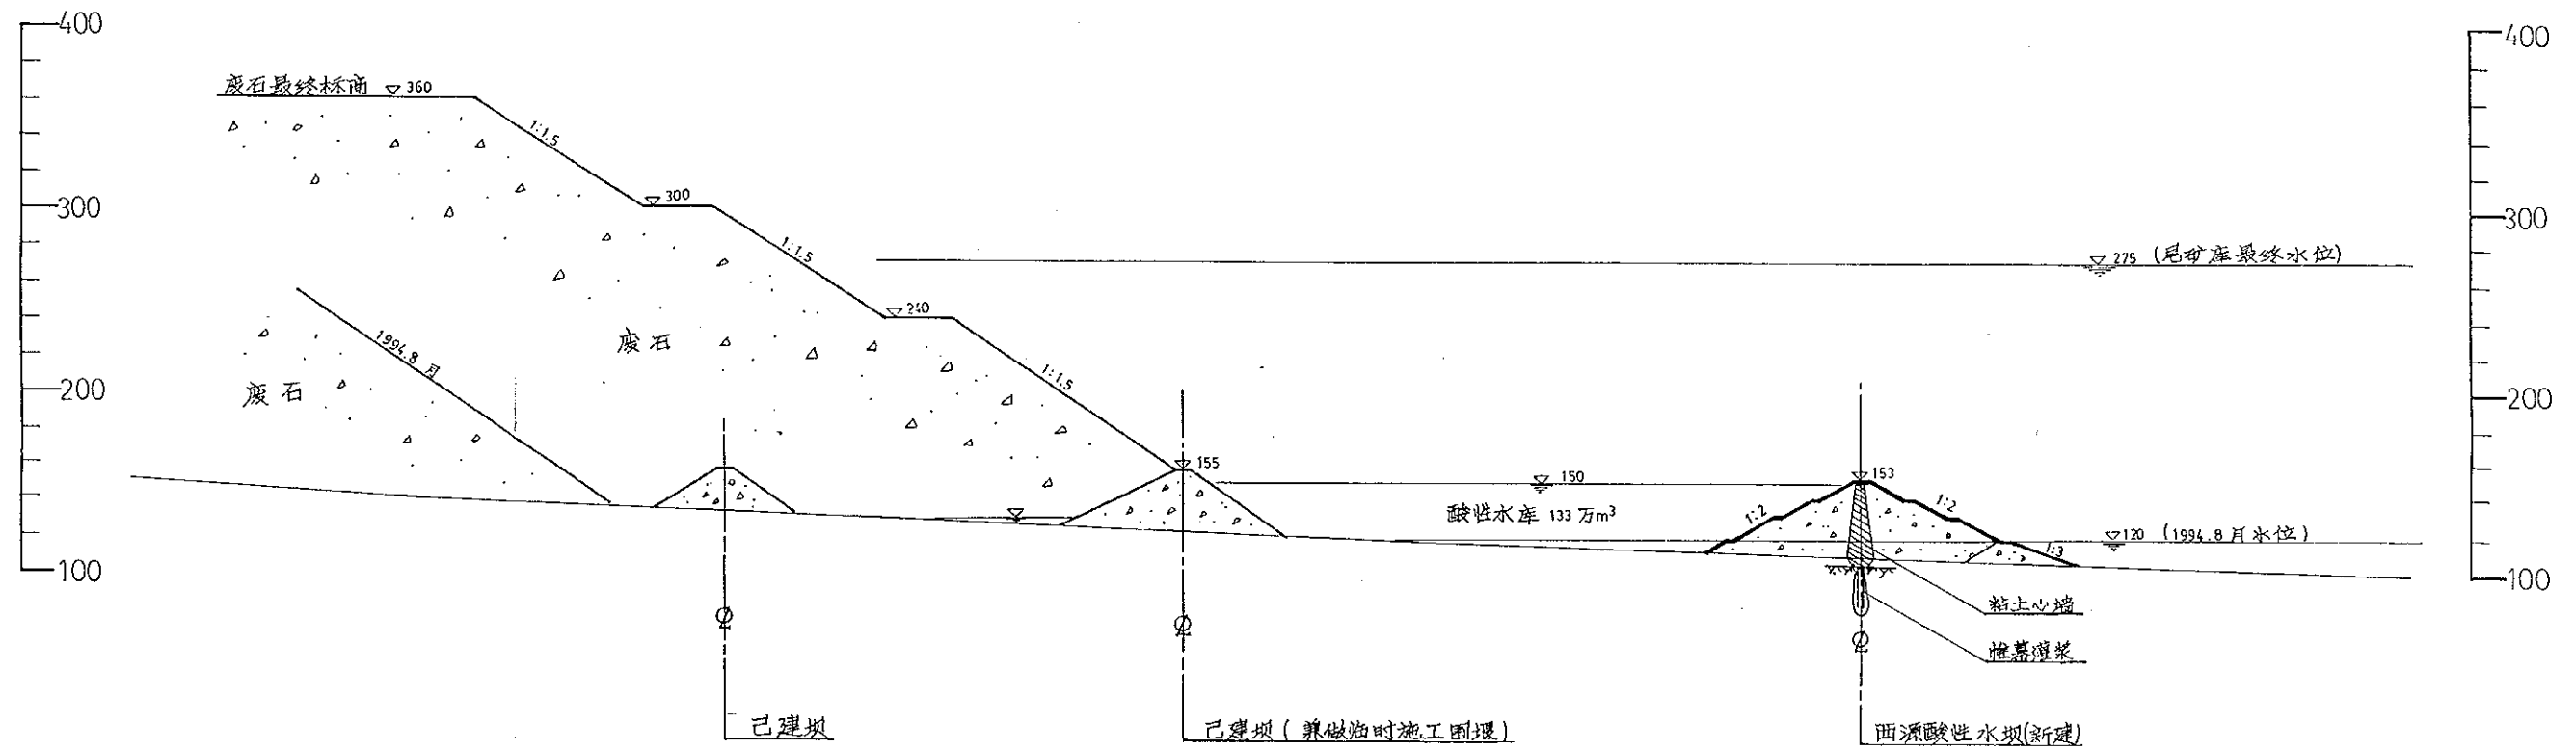 400
300
200
100
废石最终标高 360
1:1.5
300
1:1.5
240
1:1.5
1994.8 月
废石
废石
155
150
酸性水库 133 万m³
153
1:2
1:2
1:3
275 (尾矿库最终水位)
120 (1994.8 月水位)
粘土心墙
帷幕灌浆
己建坝
己建坝 ( 兼做临时施工围堰 )
西源酸性水坝(新建)
400
300
200
100